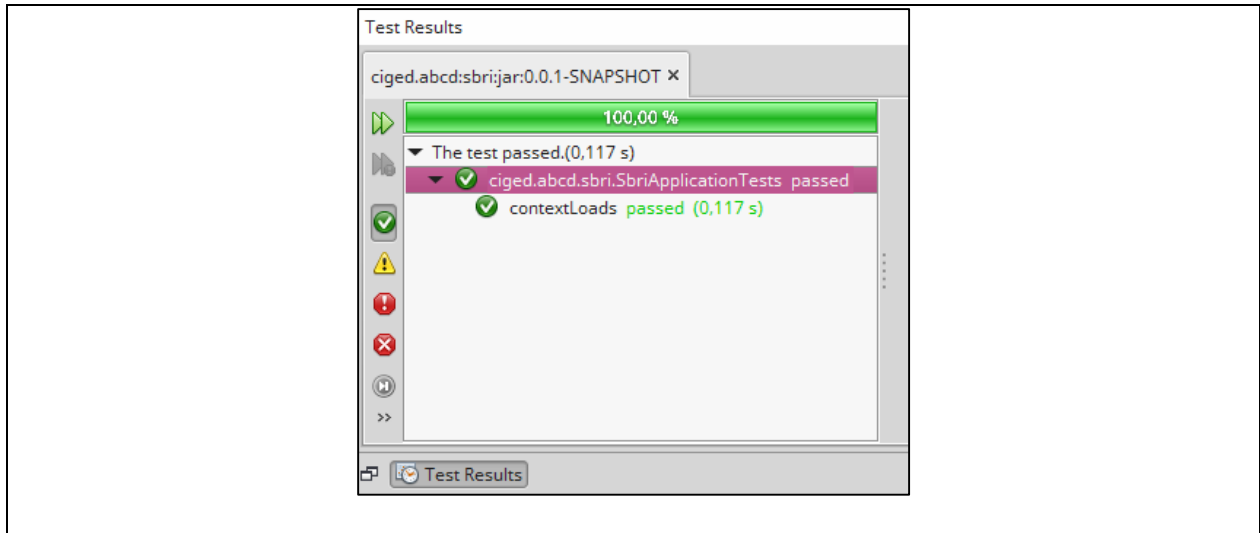 Test Results
ciged.abcd:sbri:jar:0.0.1-SNAPSHOT ×
100,00 %
The test passed.(0,117 s)
ciged.abcd.sbri.SbriApplicationTests passed
contextLoads passed (0,117 s)
>>
Test Results